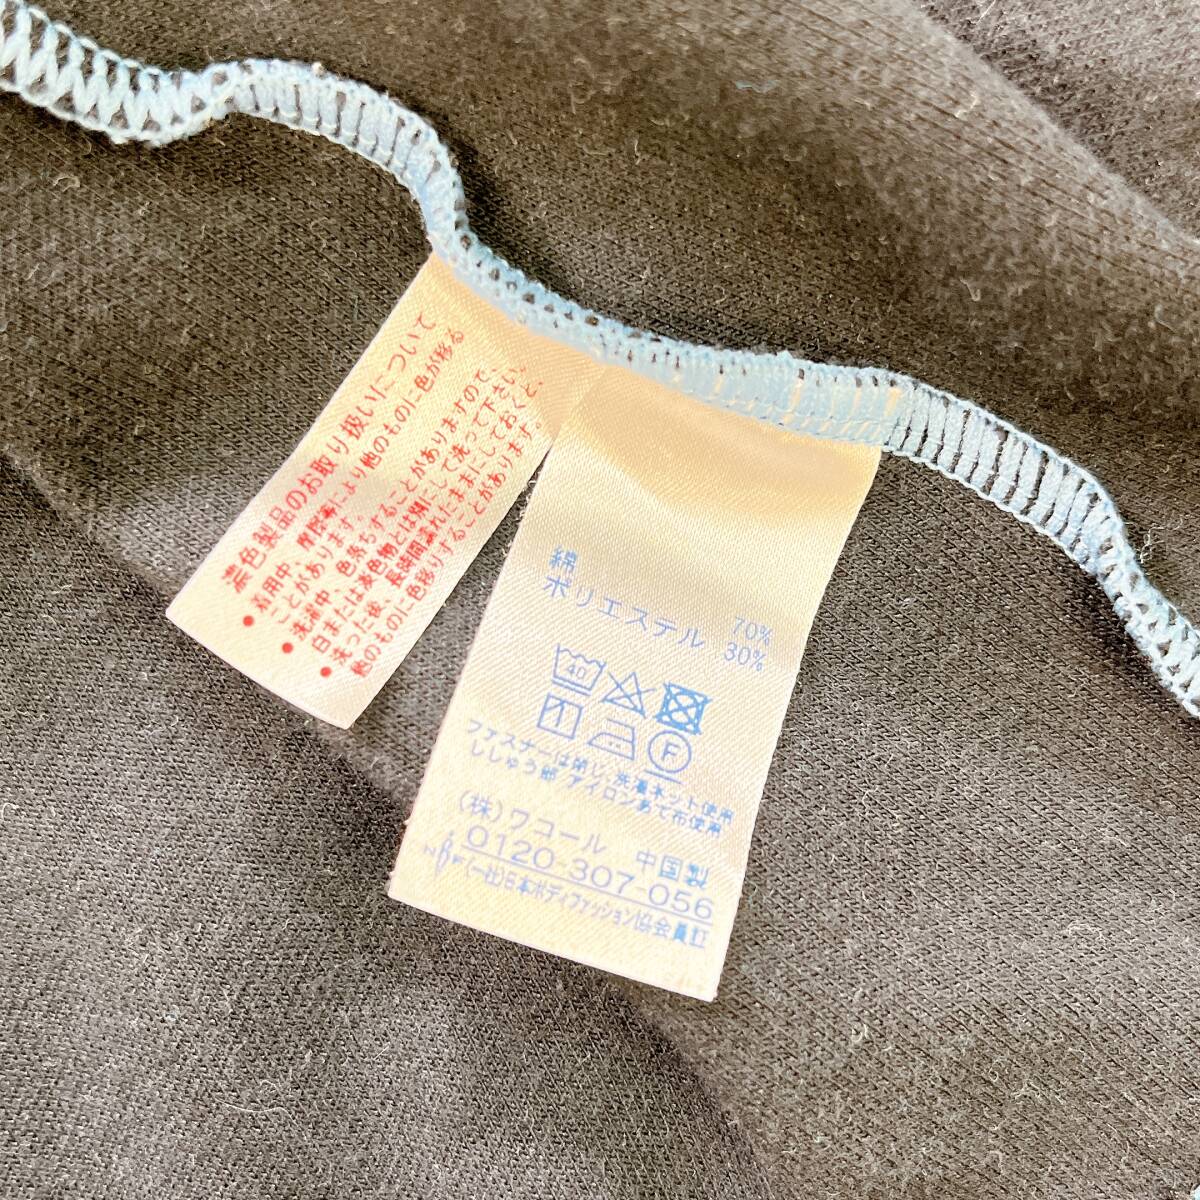 濃色製品のお取り扱いについて
●着用中、摩擦等により他のものに色が移る
ことがあります。
●洗濯中、色落ちすることがありますので、
白または淡色物とは別にして洗って下さい。
●洗った後、長時間濡れたままにしておくと、
他のものに色移りすることがあります。
綿 70%
ポリエステル 30%
40
F
ファスナーは閉じ、洗濯ネット使用
ししゅう部 アイロンあて布使用
(株)ワコール 中国製
0120-307-056
NBF (一社)日本ボディファッション協会員紅